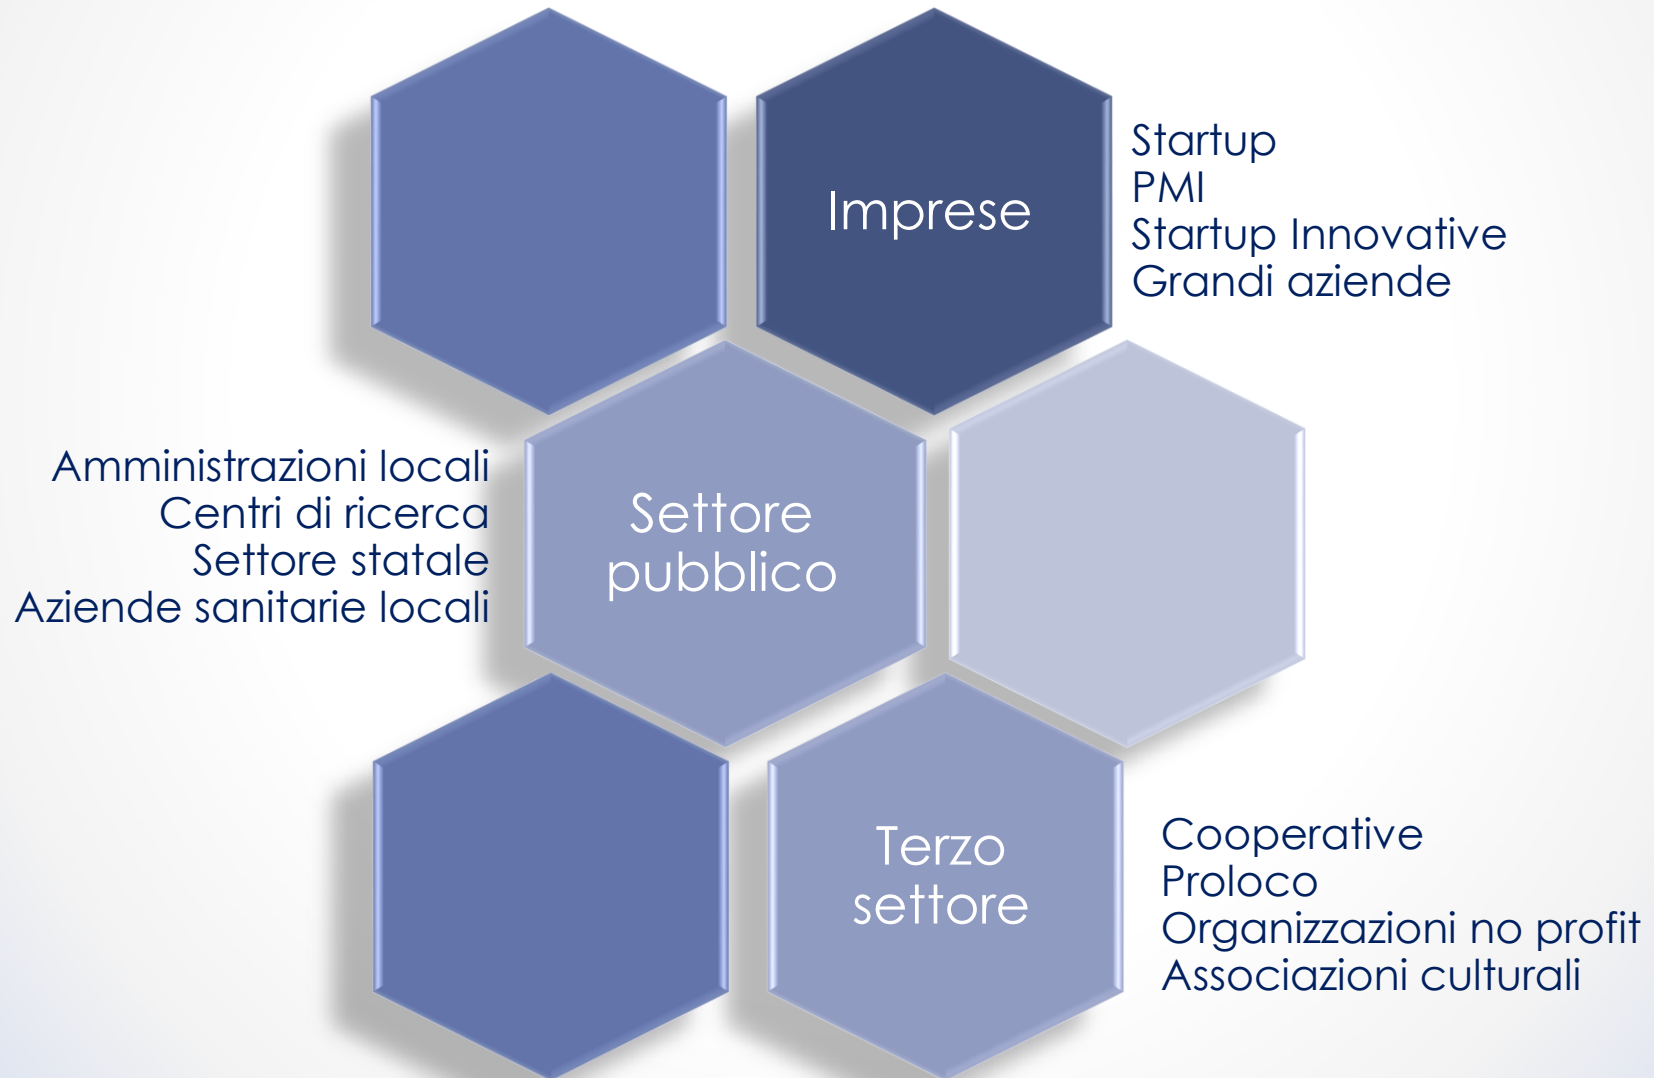 Imprese
Startup
PMI
Startup Innovative
Grandi aziende
Amministrazioni locali
Centri di ricerca
Settore statale
Aziende sanitarie locali
Settore
pubblico
Terzo
settore
Cooperative
Proloco
Organizzazioni no profit
Associazioni culturali